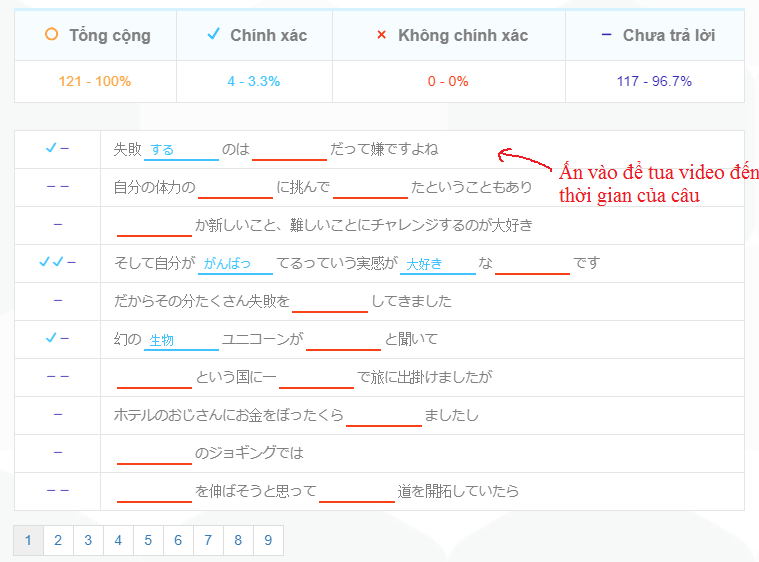 Tổng cộng Chính xác Không chính xác Chưa trả lời
121 - 100% 4 - 3.3% 0 - 0% 117 - 96.7%
失敗 する のは だって嫌ですよね
Ấn vào để tua video đến
thời gian của câu
自分の体力の に挑んで たということもあり
か新しいこと、難しいことにチャレンジするのが大好き
そして自分が がんばっ てるっていう実感が 大好き な です
だからその分たくさん失敗を してきました
幻の 生物 ユニコーンが と聞いて
という国に一 で旅に出掛けましたが
ホテルのおじさんにお金をぼったくら ましたし
のジョギングでは
を伸ばそうと思って 道を開拓していたら
1 2 3 4 5 6 7 8 9